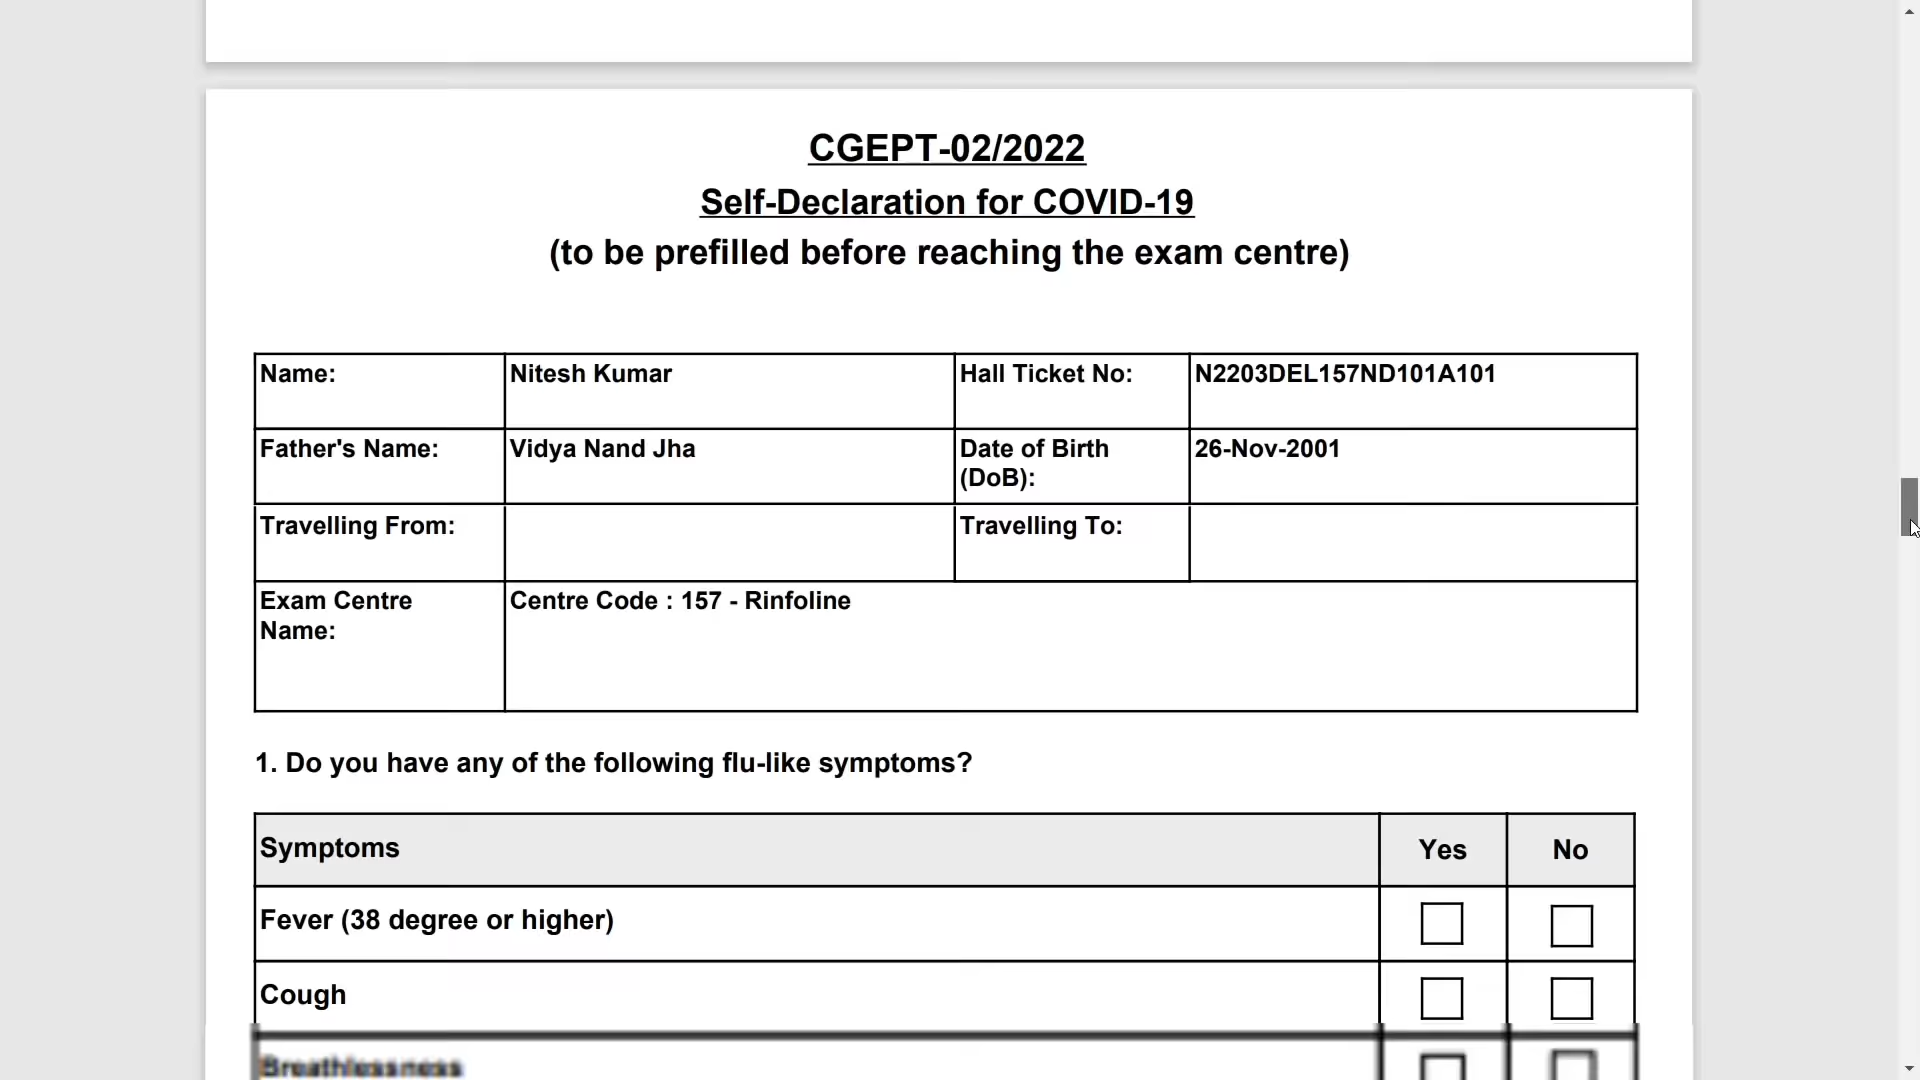 CGEPT-02/2022
Self-Declaration for COVID-19
(to be prefilled before reaching the exam centre)
Name: Nitesh Kumar Hall Ticket No: N2203DEL157ND101A101
Father's Name: Vidya Nand Jha Date of Birth (DoB): 26-Nov-2001
Travelling From: Travelling To:
Exam Centre Name: Centre Code : 157 - Rinfoline
1. Do you have any of the following flu-like symptoms?
Symptoms Yes No
Fever (38 degree or higher)
Cough
Breathlessness